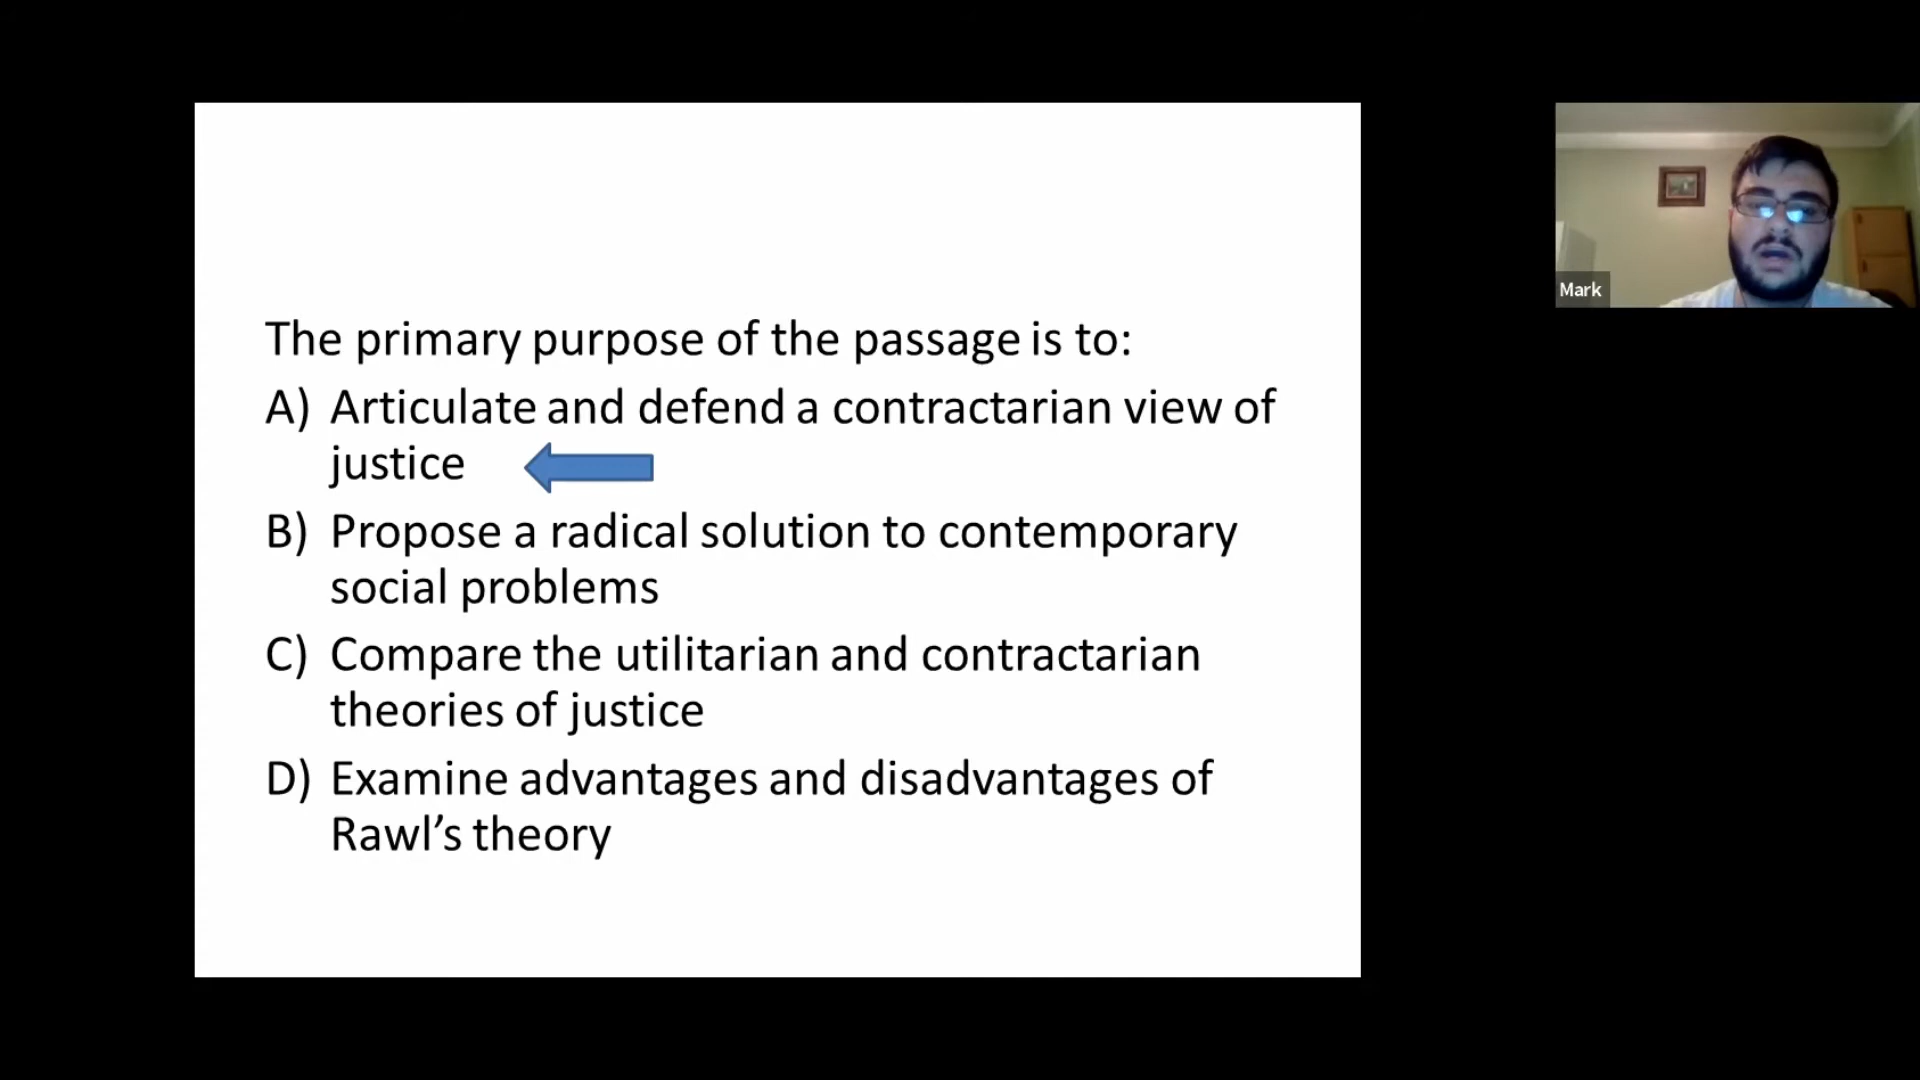 The primary purpose of the passage is to:
A) Articulate and defend a contractarian view of
justice
B) Propose a radical solution to contemporary
social problems
C) Compare the utilitarian and contractarian
theories of justice
D) Examine advantages and disadvantages of
Rawl’s theory
Mark